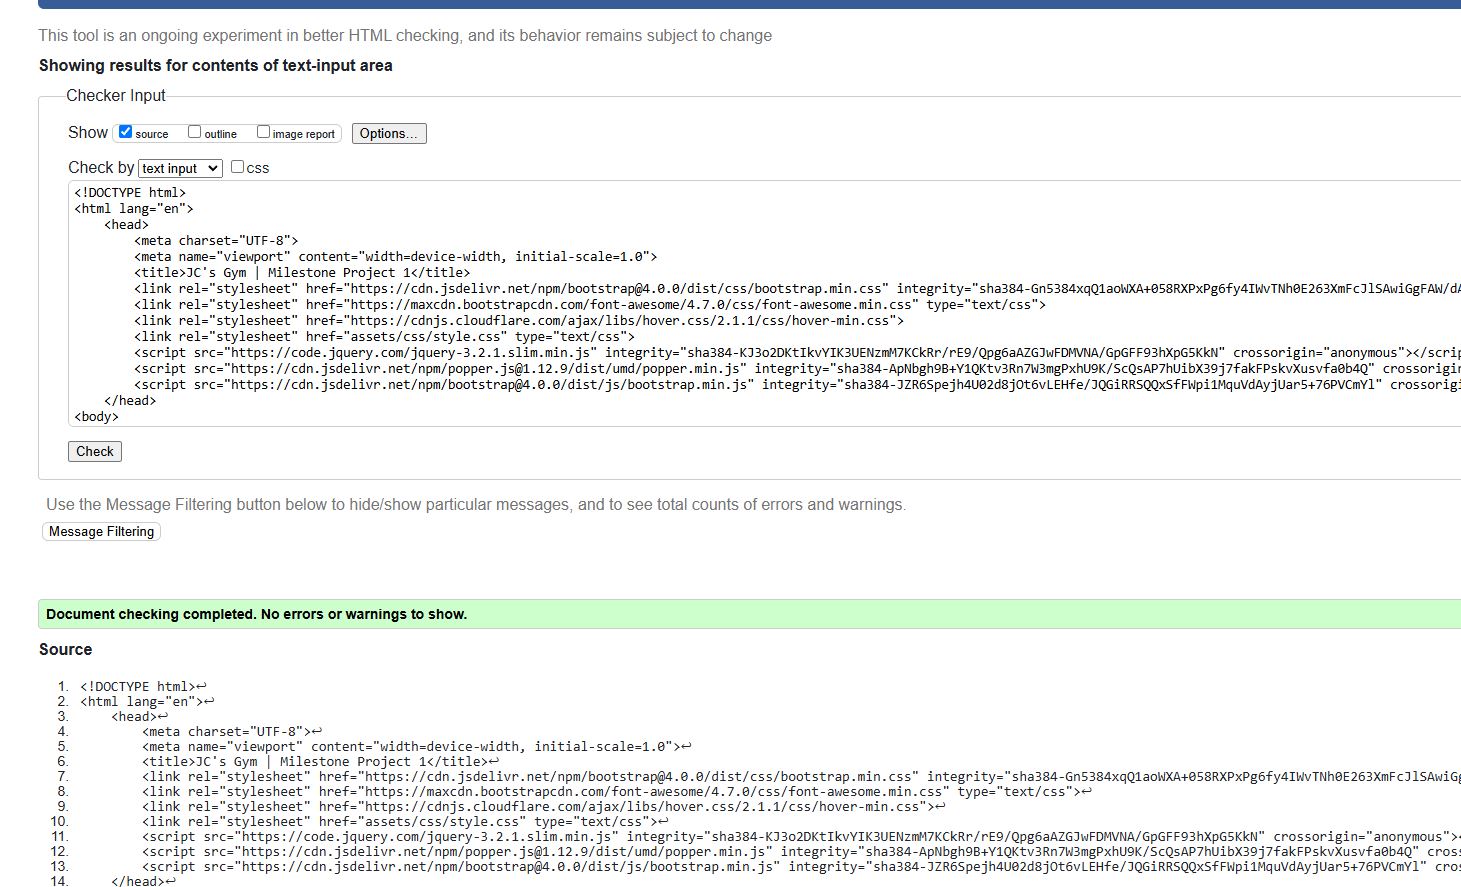 This tool is an ongoing experiment in better HTML checking, and its behavior remains subject to change
Showing results for contents of text-input area
Checker Input
Show source outline image report Options...
Check by text input css
<!DOCTYPE html>
<html lang="en">
<head>
<meta charset="UTF-8">
<meta name="viewport" content="width=device-width, initial-scale=1.0">
<title>JC's Gym | Milestone Project 1</title>
<link rel="stylesheet" href="https://cdn.jsdelivr.net/npm/bootstrap@4.0.0/dist/css/bootstrap.min.css" integrity="sha384-Gn5384xqQ1aoWXA+058RXPxPg6fy4IWvTNh0E263XmFcJlSAwiGgFAW/dA
<link rel="stylesheet" href="https://maxcdn.bootstrapcdn.com/font-awesome/4.7.0/css/font-awesome.min.css" type="text/css">
<link rel="stylesheet" href="https://cdnjs.cloudflare.com/ajax/libs/hover.css/2.1.1/css/hover-min.css">
<link rel="stylesheet" href="assets/css/style.css" type="text/css">
<script src="https://code.jquery.com/jquery-3.2.1.slim.min.js" integrity="sha384-KJ3o2DKtIkvYIK3UENzmM7KCkRr/rE9/Qpg6aAZGJwFDMVNA/GpGFF93hXpG5KkN" crossorigin="anonymous"></scrip
<script src="https://cdn.jsdelivr.net/npm/popper.js@1.12.9/dist/umd/popper.min.js" integrity="sha384-ApNbgh9B+Y1QKtv3Rn7W3mgPxhU9K/ScQsAP7hUibX39j7fakFPskvXusvfa0b4Q" crossorigin
<script src="https://cdn.jsdelivr.net/npm/bootstrap@4.0.0/dist/js/bootstrap.min.js" integrity="sha384-JZR6Spejh4U02d8jOt6vLEHfe/JQGiRRSQQxSfFWpi1MquVdAyjUar5+76PVCmYl" crossorigi
</head>
<body>
Check
Use the Message Filtering button below to hide/show particular messages, and to see total counts of errors and warnings.
Message Filtering
Document checking completed. No errors or warnings to show.
Source
1. <!DOCTYPE html>↩
2. <html lang="en">↩
3. <head>↩
4. <meta charset="UTF-8">↩
5. <meta name="viewport" content="width=device-width, initial-scale=1.0">↩
6. <title>JC's Gym | Milestone Project 1</title>↩
7. <link rel="stylesheet" href="https://cdn.jsdelivr.net/npm/bootstrap@4.0.0/dist/css/bootstrap.min.css" integrity="sha384-Gn5384xqQ1aoWXA+058RXPxPg6fy4IWvTNh0E263XmFcJlSAwiGg
8. <link rel="stylesheet" href="https://maxcdn.bootstrapcdn.com/font-awesome/4.7.0/css/font-awesome.min.css" type="text/css">↩
9. <link rel="stylesheet" href="https://cdnjs.cloudflare.com/ajax/libs/hover.css/2.1.1/css/hover-min.css">↩
10. <link rel="stylesheet" href="assets/css/style.css" type="text/css">↩
11. <script src="https://code.jquery.com/jquery-3.2.1.slim.min.js" integrity="sha384-KJ3o2DKtIkvYIK3UENzmM7KCkRr/rE9/Qpg6aAZGJwFDMVNA/GpGFF93hXpG5KkN" crossorigin="anonymous"><
12. <script src="https://cdn.jsdelivr.net/npm/popper.js@1.12.9/dist/umd/popper.min.js" integrity="sha384-ApNbgh9B+Y1QKtv3Rn7W3mgPxhU9K/ScQsAP7hUibX39j7fakFPskvXusvfa0b4Q" cross
13. <script src="https://cdn.jsdelivr.net/npm/bootstrap@4.0.0/dist/js/bootstrap.min.js" integrity="sha384-JZR6Spejh4U02d8jOt6vLEHfe/JQGiRRSQQxSfFWpi1MquVdAyjUar5+76PVCmYl" cros
14. </head>↩